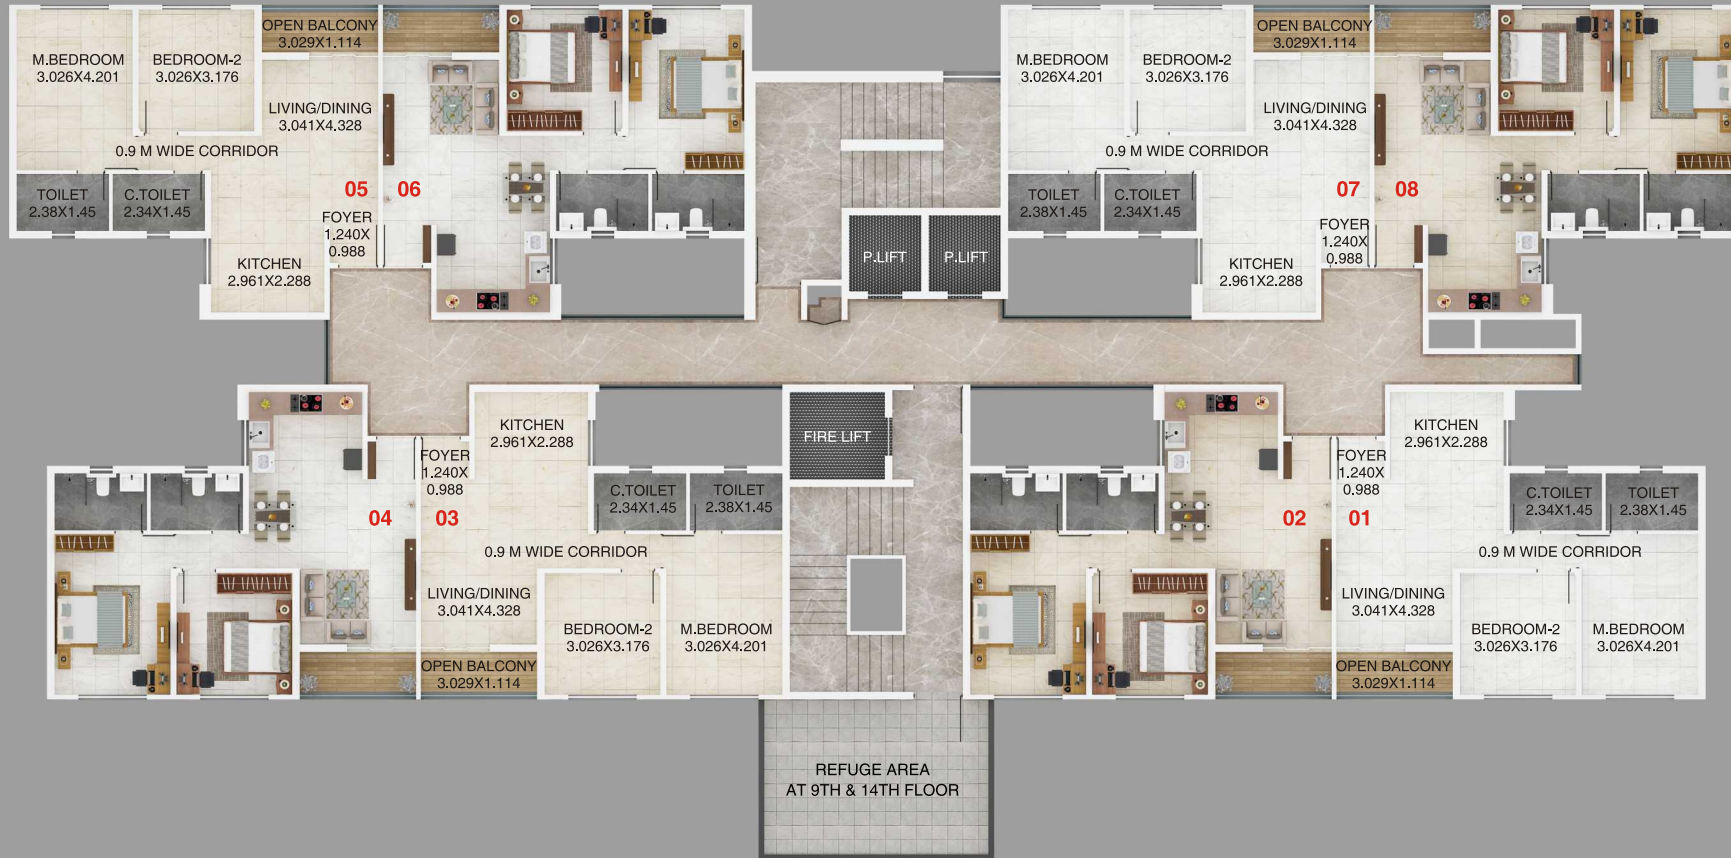 OPEN BALCONY
3.029X1.114
M.BEDROOM
3.026X4.201
BEDROOM-2
3.026X3.176
LIVING/DINING
3.041X4.328
0.9 M WIDE CORRIDOR
TOILET
2.38X1.45
C.TOILET
2.34X1.45
05
06
FOYER
1.240X
0.988
KITCHEN
2.961X2.288
P.LIFT
P.LIFT
OPEN BALCONY
3.029X1.114
M.BEDROOM
3.026X4.201
BEDROOM-2
3.026X3.176
LIVING/DINING
3.041X4.328
0.9 M WIDE CORRIDOR
TOILET
2.38X1.45
C.TOILET
2.34X1.45
07
08
FOYER
1.240X
0.988
KITCHEN
2.961X2.288
KITCHEN
2.961X2.288
FOYER
1.240X
0.988
04
03
C.TOILET
2.34X1.45
TOILET
2.38X1.45
0.9 M WIDE CORRIDOR
LIVING/DINING
3.041X4.328
BEDROOM-2
3.026X3.176
M.BEDROOM
3.026X4.201
OPEN BALCONY
3.029X1.114
FIRE LIFT
KITCHEN
2.961X2.288
FOYER
1.240X
0.988
02
01
C.TOILET
2.34X1.45
TOILET
2.38X1.45
0.9 M WIDE CORRIDOR
LIVING/DINING
3.041X4.328
BEDROOM-2
3.026X3.176
M.BEDROOM
3.026X4.201
OPEN BALCONY
3.029X1.114
REFUGE AREA
AT 9TH & 14TH FLOOR